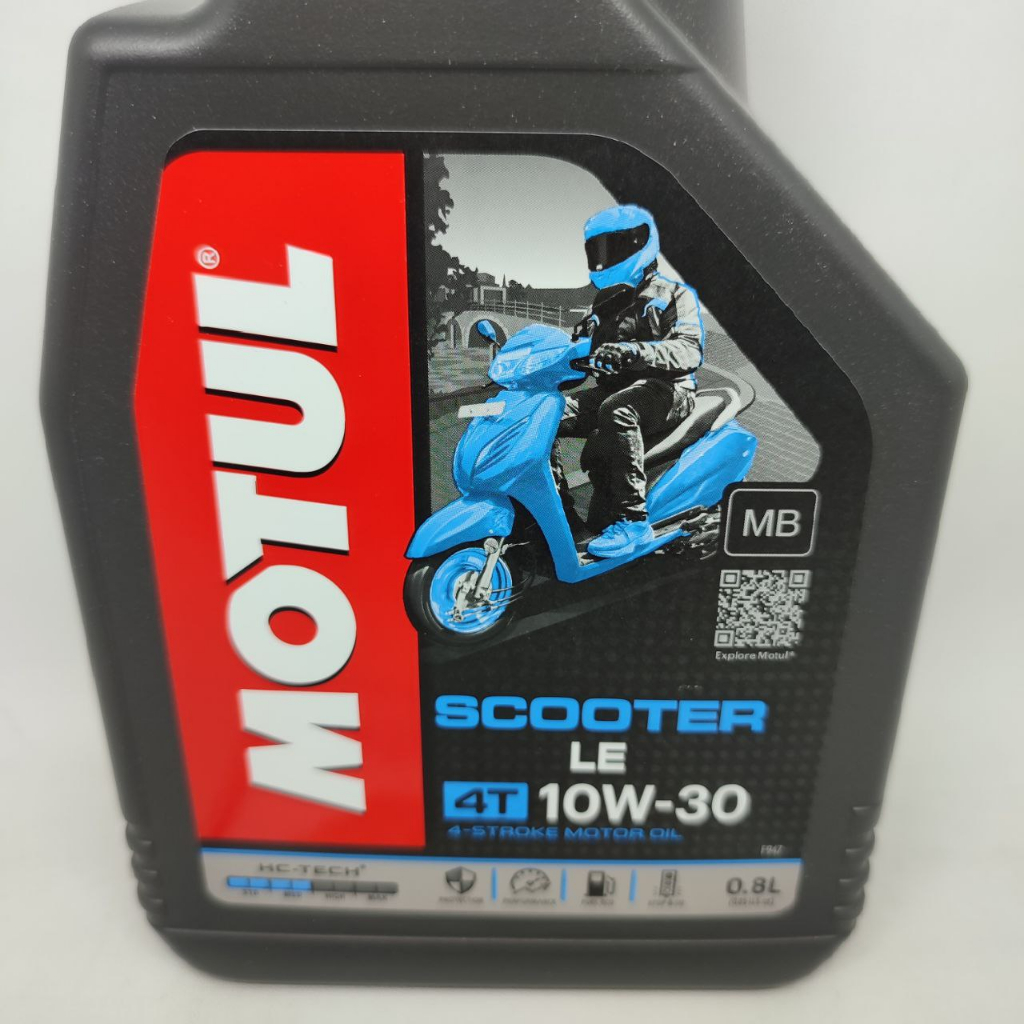 MOTUL®
MB
Explore Motul®
SCOOTER
LE
4T 10W-30
4-STROKE MOTOR OIL
HC-TECH®
0.8L